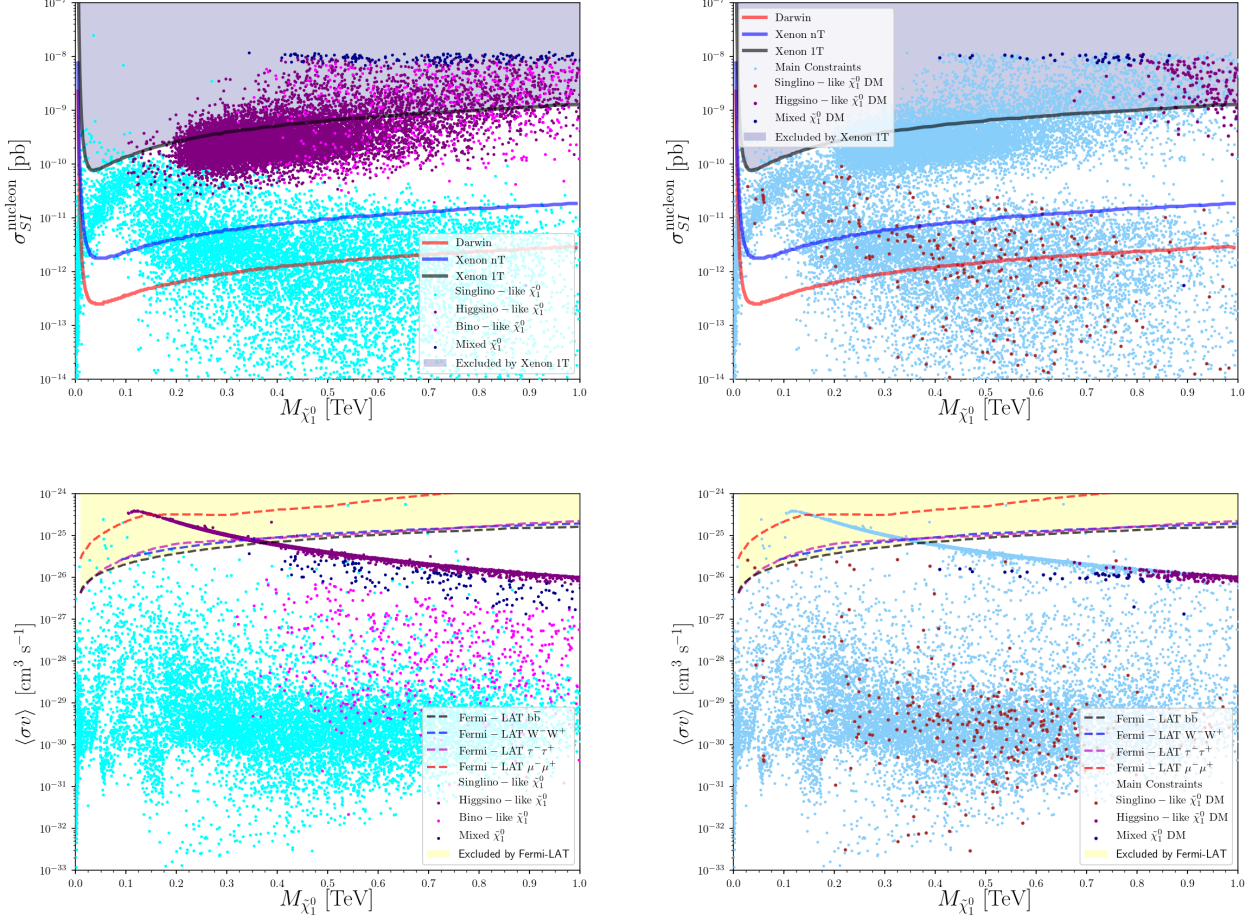 10⁻⁷
10⁻⁸
10⁻⁹
10⁻¹⁰
10⁻¹¹
10⁻¹²
10⁻¹³
10⁻¹⁴
σ_SI^nucleon [pb]
Darwin
Xenon nT
Xenon 1T
Singlino−like χ̃₁⁰
Higgsino−like χ̃₁⁰
Bino−like χ̃₁⁰
Mixed χ̃₁⁰
Excluded by Xenon 1T
0.0 0.1 0.2 0.3 0.4 0.5 0.6 0.7 0.8 0.9 1.0
M_χ̃₁⁰ [TeV]
10⁻⁷
10⁻⁸
10⁻⁹
10⁻¹⁰
10⁻¹¹
10⁻¹²
10⁻¹³
10⁻¹⁴
σ_SI^nucleon [pb]
Darwin
Xenon nT
Xenon 1T
Main Constraints
Singlino−like χ̃₁⁰ DM
Higgsino−like χ̃₁⁰ DM
Mixed χ̃₁⁰ DM
Excluded by Xenon 1T
0.0 0.1 0.2 0.3 0.4 0.5 0.6 0.7 0.8 0.9 1.0
M_χ̃₁⁰ [TeV]
10⁻²⁴
10⁻²⁵
10⁻²⁶
10⁻²⁷
10⁻²⁸
10⁻²⁹
10⁻³⁰
10⁻³¹
10⁻³²
10⁻³³
⟨σv⟩ [cm³ s⁻¹]
Fermi−LAT bb̄
Fermi−LAT W⁻W⁺
Fermi−LAT τ⁻τ⁺
Fermi−LAT μ⁻μ⁺
Singlino−like χ̃₁⁰
Higgsino−like χ̃₁⁰
Bino−like χ̃₁⁰
Mixed χ̃₁⁰
Excluded by Fermi-LAT
0.0 0.1 0.2 0.3 0.4 0.5 0.6 0.7 0.8 0.9 1.0
M_χ̃₁⁰ [TeV]
10⁻²⁴
10⁻²⁵
10⁻²⁶
10⁻²⁷
10⁻²⁸
10⁻²⁹
10⁻³⁰
10⁻³¹
10⁻³²
10⁻³³
⟨σv⟩ [cm³ s⁻¹]
Fermi−LAT bb̄
Fermi−LAT W⁻W⁺
Fermi−LAT τ⁻τ⁺
Fermi−LAT μ⁻μ⁺
Main Constraints
Singlino−like χ̃₁⁰ DM
Higgsino−like χ̃₁⁰ DM
Mixed χ̃₁⁰ DM
Excluded by Fermi-LAT
0.0 0.1 0.2 0.3 0.4 0.5 0.6 0.7 0.8 0.9 1.0
M_χ̃₁⁰ [TeV]